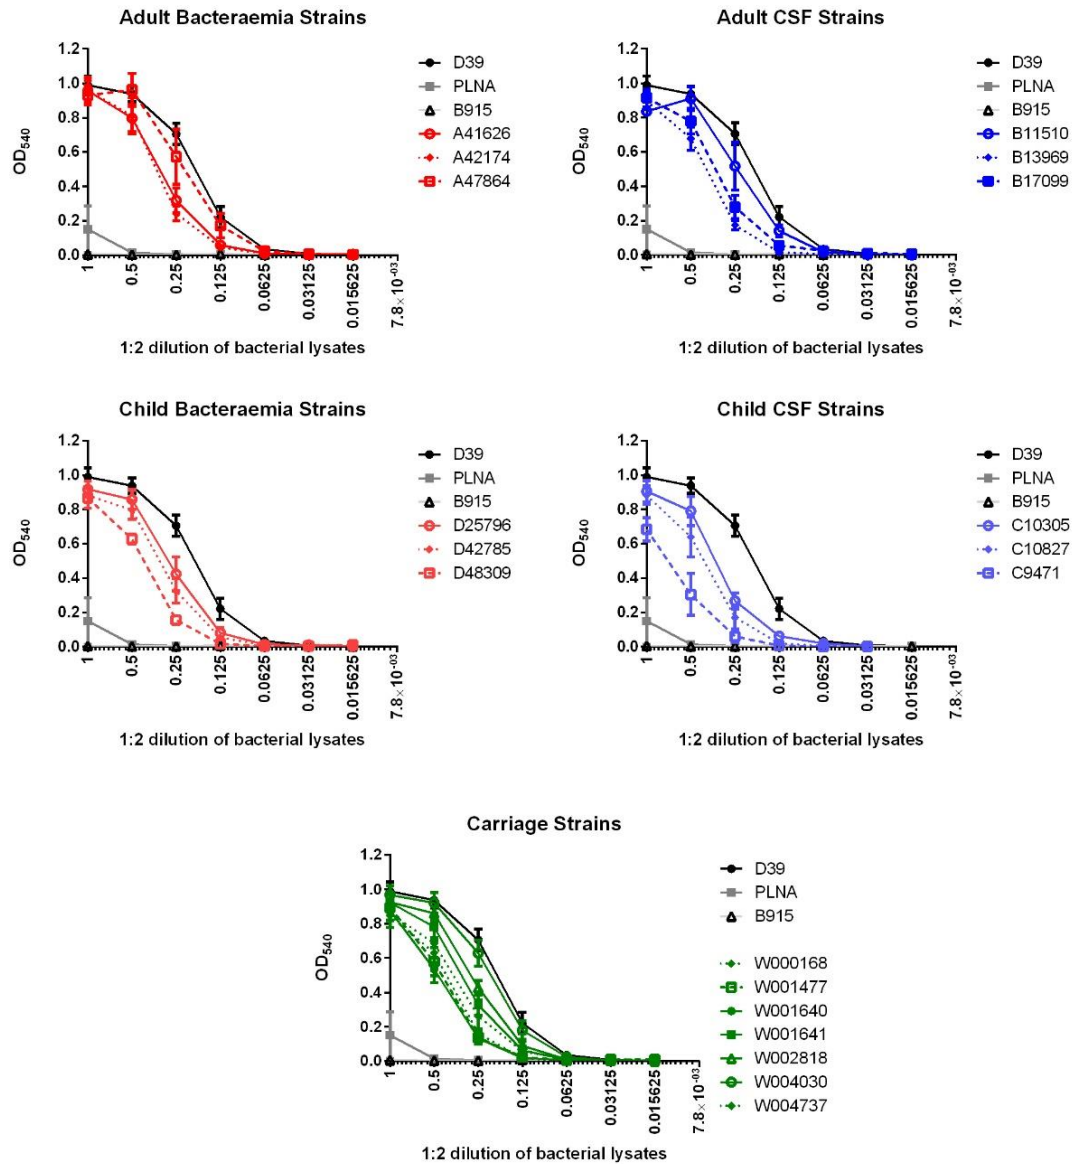 Adult Bacteraemia Strains
OD540
1.2
1.0
0.8
0.6
0.4
0.2
0.0
1
0.5
0.25
0.125
0.0625
0.03125
0.015625
7.8×10-03
1:2 dilution of bacterial lysates
D39
PLNA
B915
A41626
A42174
A47864
Adult CSF Strains
OD540
1.2
1.0
0.8
0.6
0.4
0.2
0.0
1
0.5
0.25
0.125
0.0625
0.03125
0.015625
7.8×10-03
1:2 dilution of bacterial lysates
D39
PLNA
B915
B11510
B13969
B17099
Child Bacteraemia Strains
OD540
1.2
1.0
0.8
0.6
0.4
0.2
0.0
1
0.5
0.25
0.125
0.0625
0.03125
0.015625
7.8×10-03
1:2 dilution of bacterial lysates
D39
PLNA
B915
D25796
D42785
D48309
Child CSF Strains
OD540
1.2
1.0
0.8
0.6
0.4
0.2
0.0
1
0.5
0.25
0.125
0.0625
0.03125
0.015625
7.8×10-03
1:2 dilution of bacterial lysates
D39
PLNA
B915
C10305
C10827
C9471
Carriage Strains
OD540
1.2
1.0
0.8
0.6
0.4
0.2
0.0
1
0.5
0.25
0.125
0.0625
0.03125
0.015625
7.8×10-03
1:2 dilution of bacterial lysates
D39
PLNA
B915
W000168
W001477
W001640
W001641
W002818
W004030
W004737